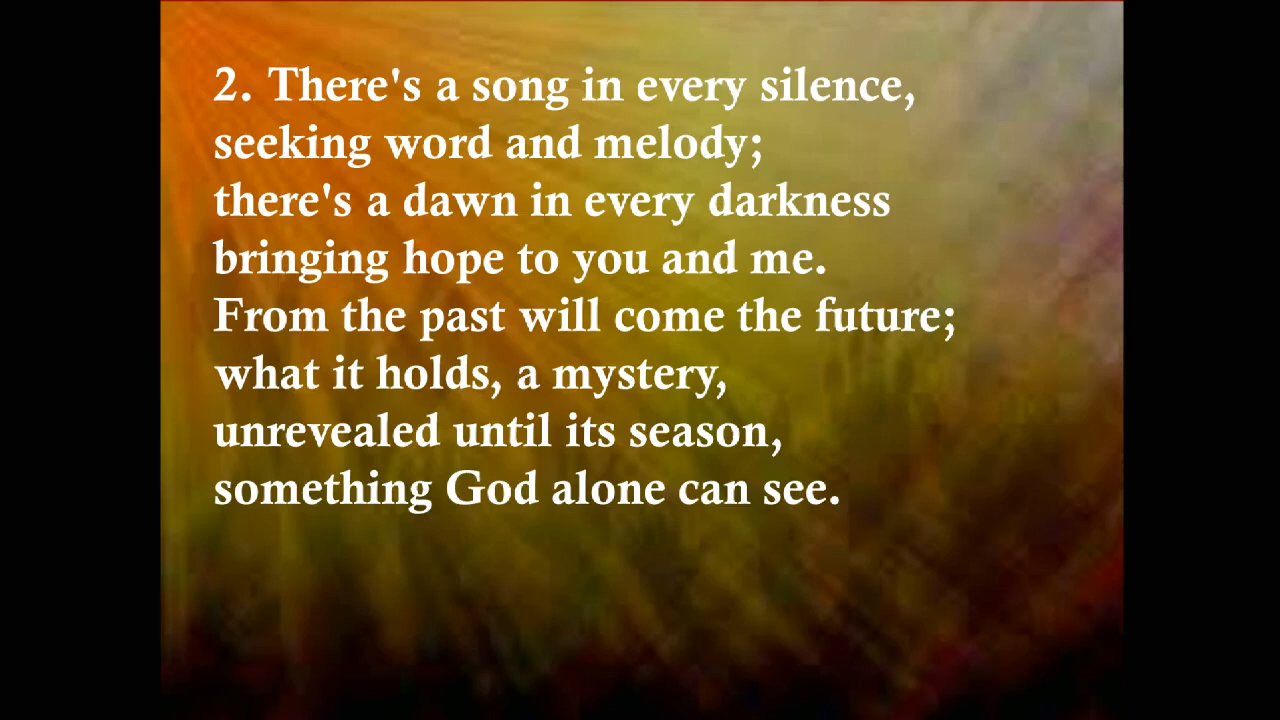 2. There's a song in every silence,
seeking word and melody;
there's a dawn in every darkness
bringing hope to you and me.
From the past will come the future;
what it holds, a mystery,
unrevealed until its season,
something God alone can see.